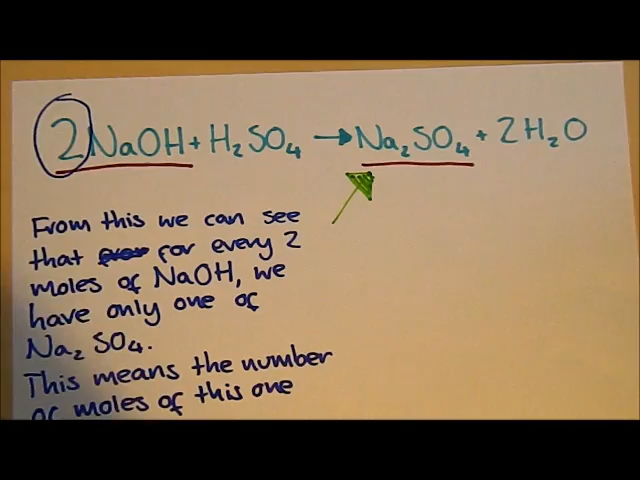 2NaOH + H₂SO₄ → Na₂SO₄ + 2H₂O
From this we can see
that for every 2
moles of NaOH, we
have only one of
Na₂SO₄.
This means the number
of moles of this one